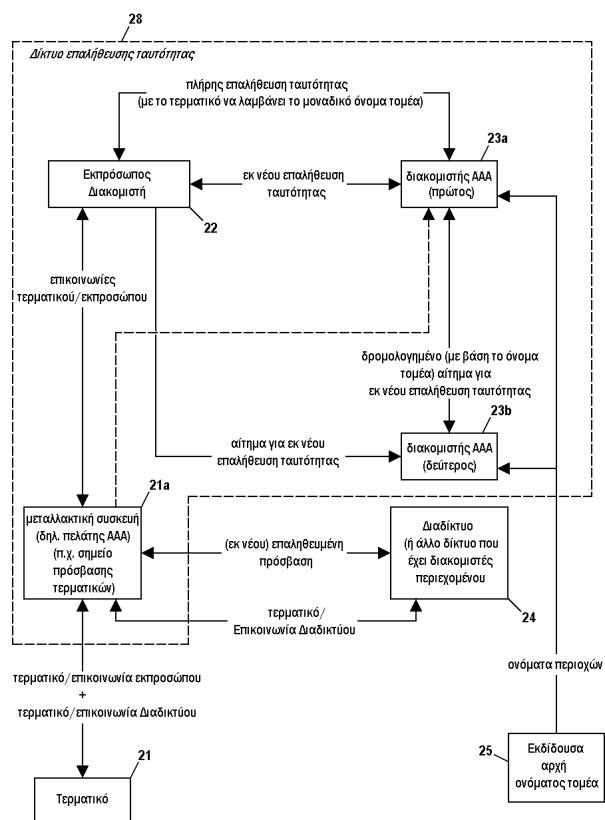 28
Δίκτυο επαλήθευσης ταυτότητας
πλήρης επαλήθευση ταυτότητας
(με το τερματικό να λαμβάνει το μοναδικό όνομα τομέα)
23a
Εκπρόσωπος
Διακομιστή
εκ νέου επαλήθευση
ταυτότητας
διακομιστής ΑΑΑ
(πρώτος)
22
επικοινωνίες
τερματικού/εκπροσώπου
δρομολογημένο (με βάση το όνομα
τομέα) αίτημα για
εκ νέου επαλήθευση ταυτότητας
23b
αίτημα για εκ νέου
επαλήθευση ταυτότητας
διακομιστής ΑΑΑ
(δεύτερος)
21a
μεταλλακτική συσκευή
(δηλ. πελάτης ΑΑΑ)
(π.χ. σημείο
πρόσβασης
τερματικών)
(εκ νέου) επαληθευμένη
πρόσβαση
Διαδίκτυο
(ή άλλο δίκτυο που
έχει διακομιστές
περιεχομένου
24
τερματικό/
Επικοινωνία Διαδικτύου
ονόματα περιοχών
τερματικό/επικοινωνία εκπροσώπου
+
τερματικό/επικοινωνία Διαδικτύου
21
Τερματικό
25
Εκδίδουσα
αρχή
ονόματος τομέα